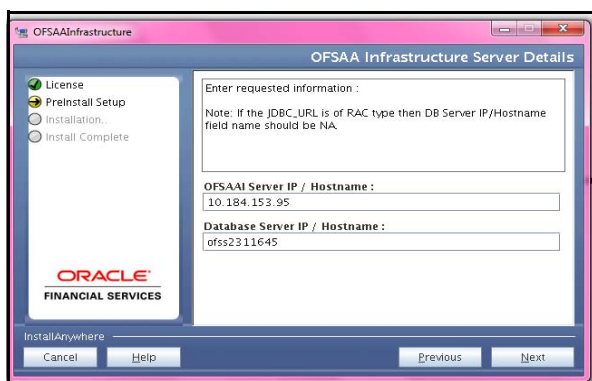 OFSAAInfrastructure
OFSAA Infrastructure Server Details
License
PreInstall Setup
Installation..
Install Complete
ORACLE
FINANCIAL SERVICES
Enter requested information :
Note: If the JDBC_URL is of RAC type then DB Server IP/Hostname
field name should be NA.
OFSAAI Server IP / Hostname :
10.184.153.95
Database Server IP / Hostname :
ofss2311645
InstallAnywhere
Cancel
Help
Previous
Next